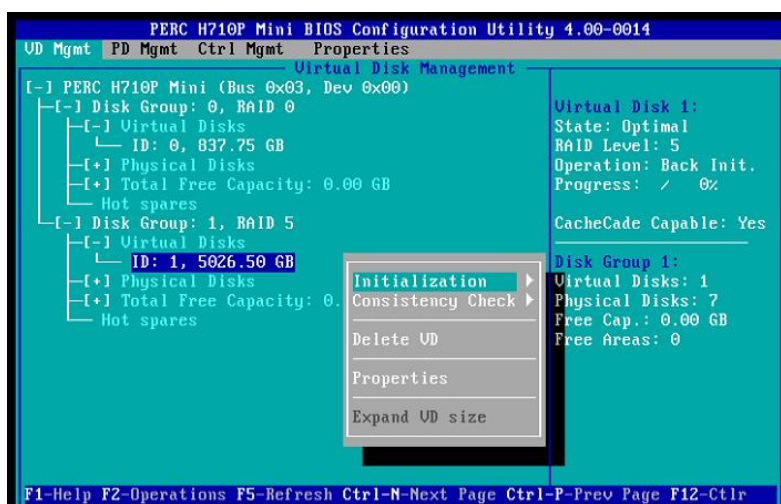 PERC H710P Mini BIOS Configuration Utility 4.00-0014
VD Mgmt PD Mgmt Ctrl Mgmt Properties
Virtual Disk Management
[-] PERC H710P Mini (Bus 0x03, Dev 0x00)
[-] Disk Group: 0, RAID 0
[-] Virtual Disks
ID: 0, 837.75 GB
[+] Physical Disks
[+] Total Free Capacity: 0.00 GB
Hot spares
[-] Disk Group: 1, RAID 5
[-] Virtual Disks
ID: 1, 5026.50 GB
[+] Physical Disks
[+] Total Free Capacity: 0.
Hot spares
Initialization
Consistency Check
Delete VD
Properties
Expand VD size
Virtual Disk 1:
State: Optimal
RAID Level: 5
Operation: Back Init.
Progress: / 0%
CacheCade Capable: Yes
Disk Group 1:
Virtual Disks: 1
Physical Disks: 7
Free Cap.: 0.00 GB
Free Areas: 0
F1-Help F2-Operations F5-Refresh Ctrl-N-Next Page Ctrl-P-Prev Page F12-Ctlr